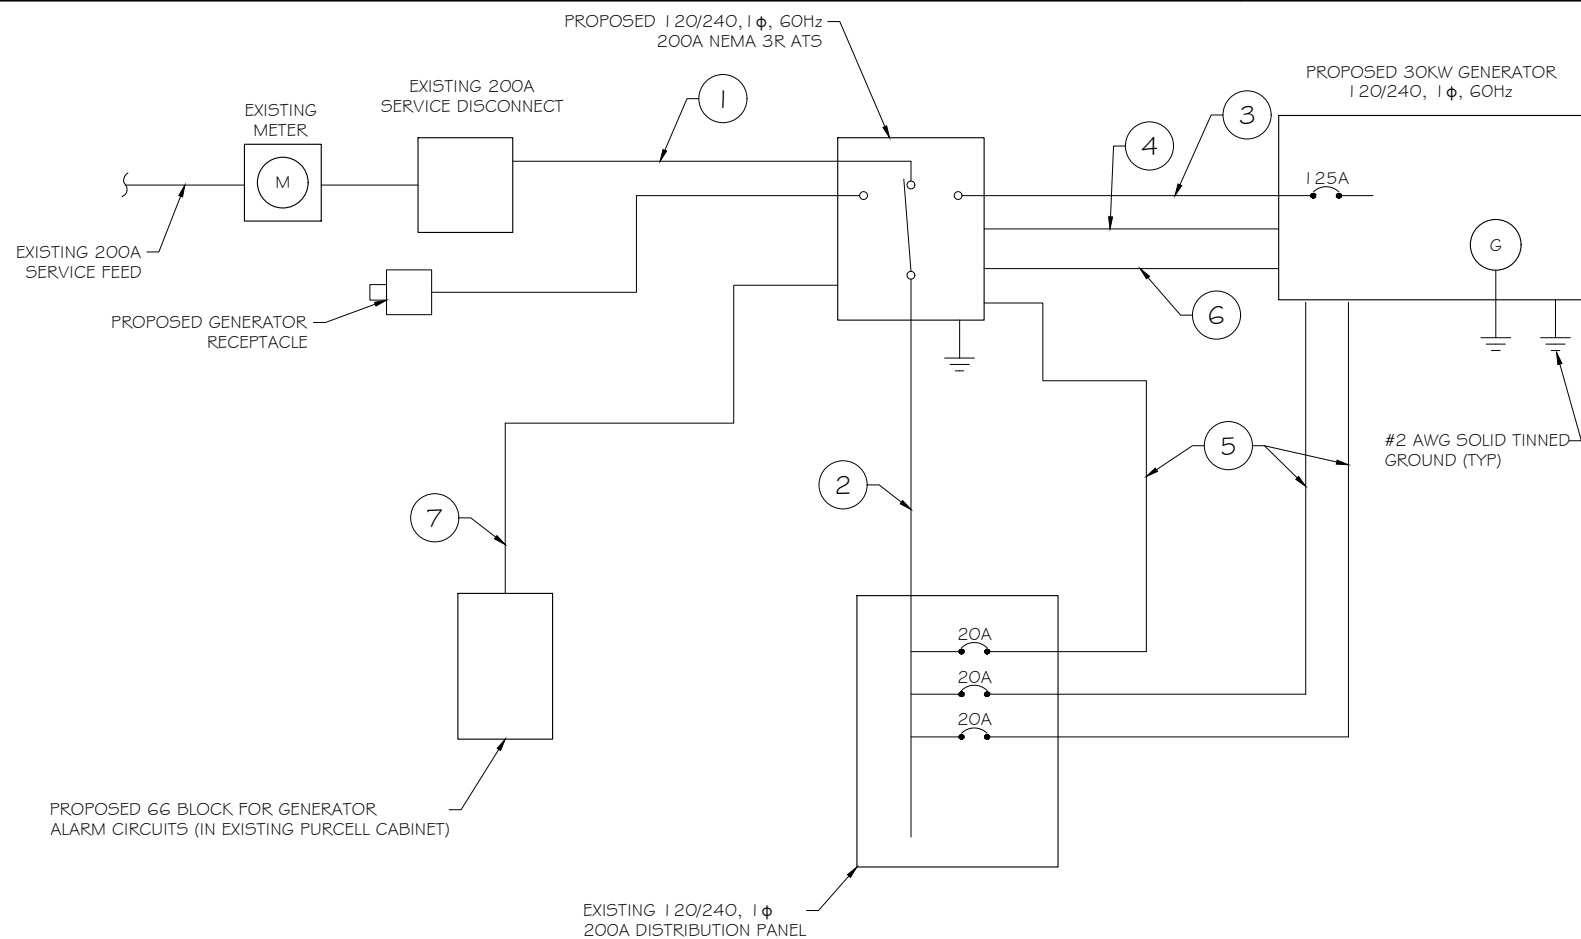 PROPOSED 120/240, 1ϕ, 60Hz
200A NEMA 3R ATS
EXISTING 200A
SERVICE DISCONNECT
EXISTING
METER
M
EXISTING 200A
SERVICE FEED
PROPOSED GENERATOR
RECEPTACLE
1
PROPOSED 30KW GENERATOR
120/240, 1ϕ, 60Hz
3
4
125A
G
6
#2 AWG SOLID TINNED
GROUND (TYP)
5
2
7
20A
20A
20A
PROPOSED 66 BLOCK FOR GENERATOR
ALARM CIRCUITS (IN EXISTING PURCELL CABINET)
EXISTING 120/240, 1ϕ
200A DISTRIBUTION PANEL